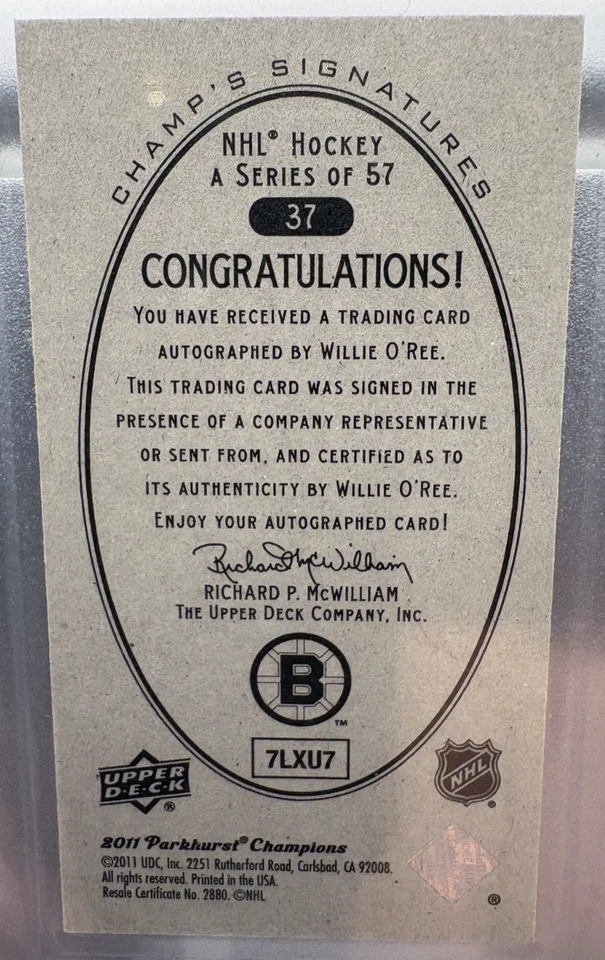 CHAMP'S SIGNATURES
NHL® HOCKEY
A SERIES OF 57
37
CONGRATULATIONS!
YOU HAVE RECEIVED A TRADING CARD
AUTOGRAPHED BY WILLIE O'REE.
THIS TRADING CARD WAS SIGNED IN THE
PRESENCE OF A COMPANY REPRESENTATIVE
OR SENT FROM, AND CERTIFIED AS TO
ITS AUTHENTICITY BY WILLIE O'REE.
ENJOY YOUR AUTOGRAPHED CARD!
Richard McWilliam
RICHARD P. McWILLIAM
THE UPPER DECK COMPANY, INC.
B
™
7LXU7
UPPER
D·E·C·K
®
NHL
®
2011 Parkhurst® Champions
©2011 UDC, Inc. 2251 Rutherford Road, Carlsbad, CA 92008.
All rights reserved. Printed in the USA.
Resale Certificate No. 2880. ©NHL
®